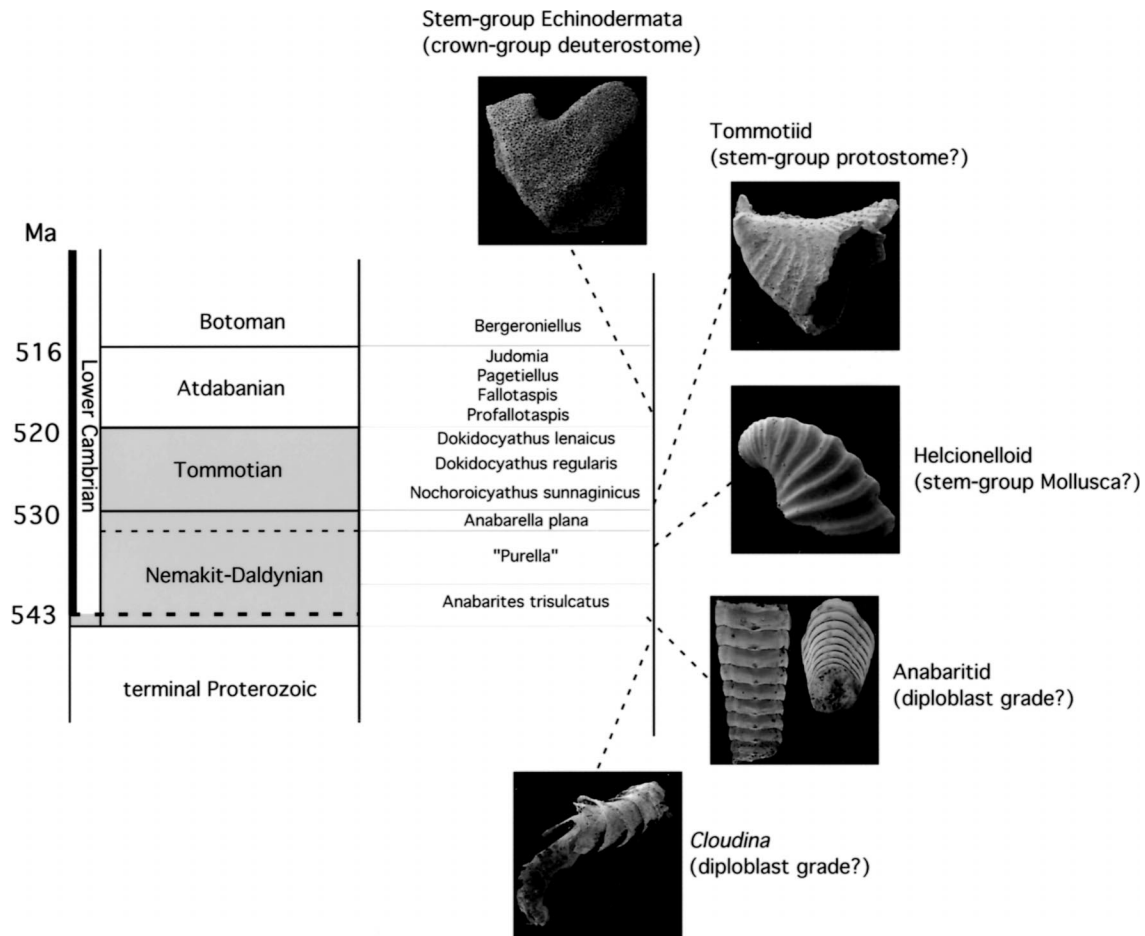 Stem-group Echinodermata
(crown-group deuterostome)
Tommotiid
(stem-group protostome?)
Ma
Botoman
Bergeroniellus
516
Lower Cambrian
Atdabanian
Judomia
Pagetiellus
Fallotaspis
Profallotaspis
Helcionelloid
(stem-group Mollusca?)
520
Tommotian
Dokidocyathus lenaicus
Dokidocyathus regularis
Nochoroicyathus sunnaginicus
530
Anabarella plana
Nemakit-Daldynian
"Purella"
Anabarites trisulcatus
543
terminal Proterozoic
Anabaritid
(diploblast grade?)
Cloudina
(diploblast grade?)